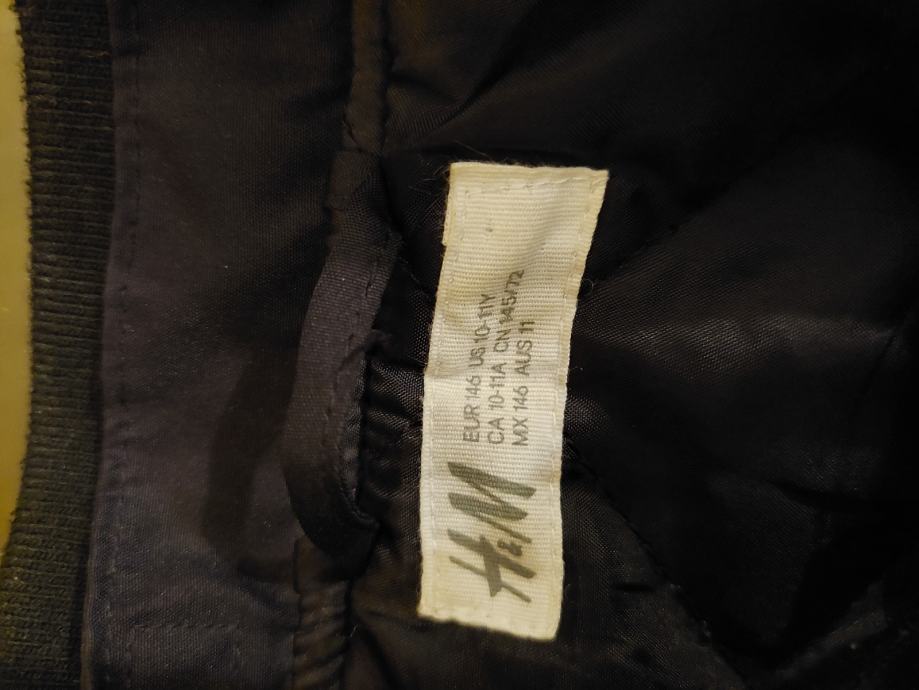 H&M
EUR 146 US 10-11Y
CA 10-11A CN 145/72
MX 146 AUS 11